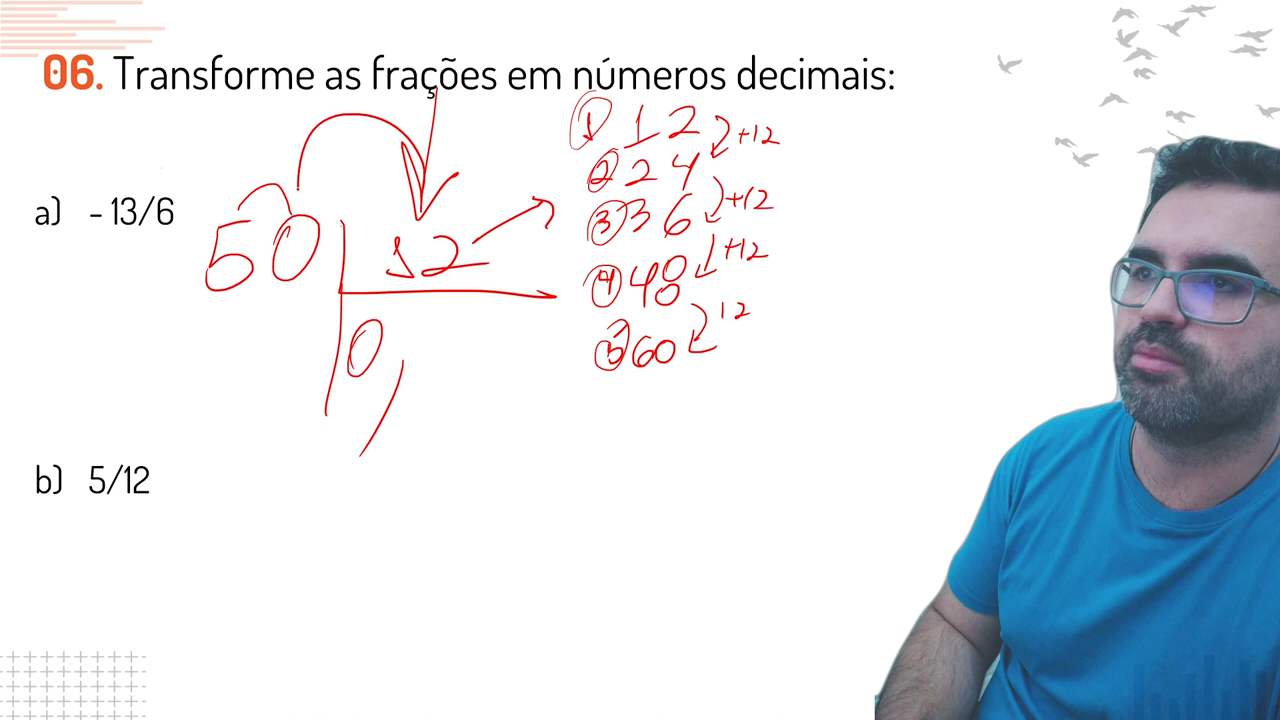 06. Transforme as frações em números decimais:
a) - 13/6
50 12
0,
① 12 +12
② 24 +12
③ 36 +12
④ 48 12
⑤ 60
b) 5/12